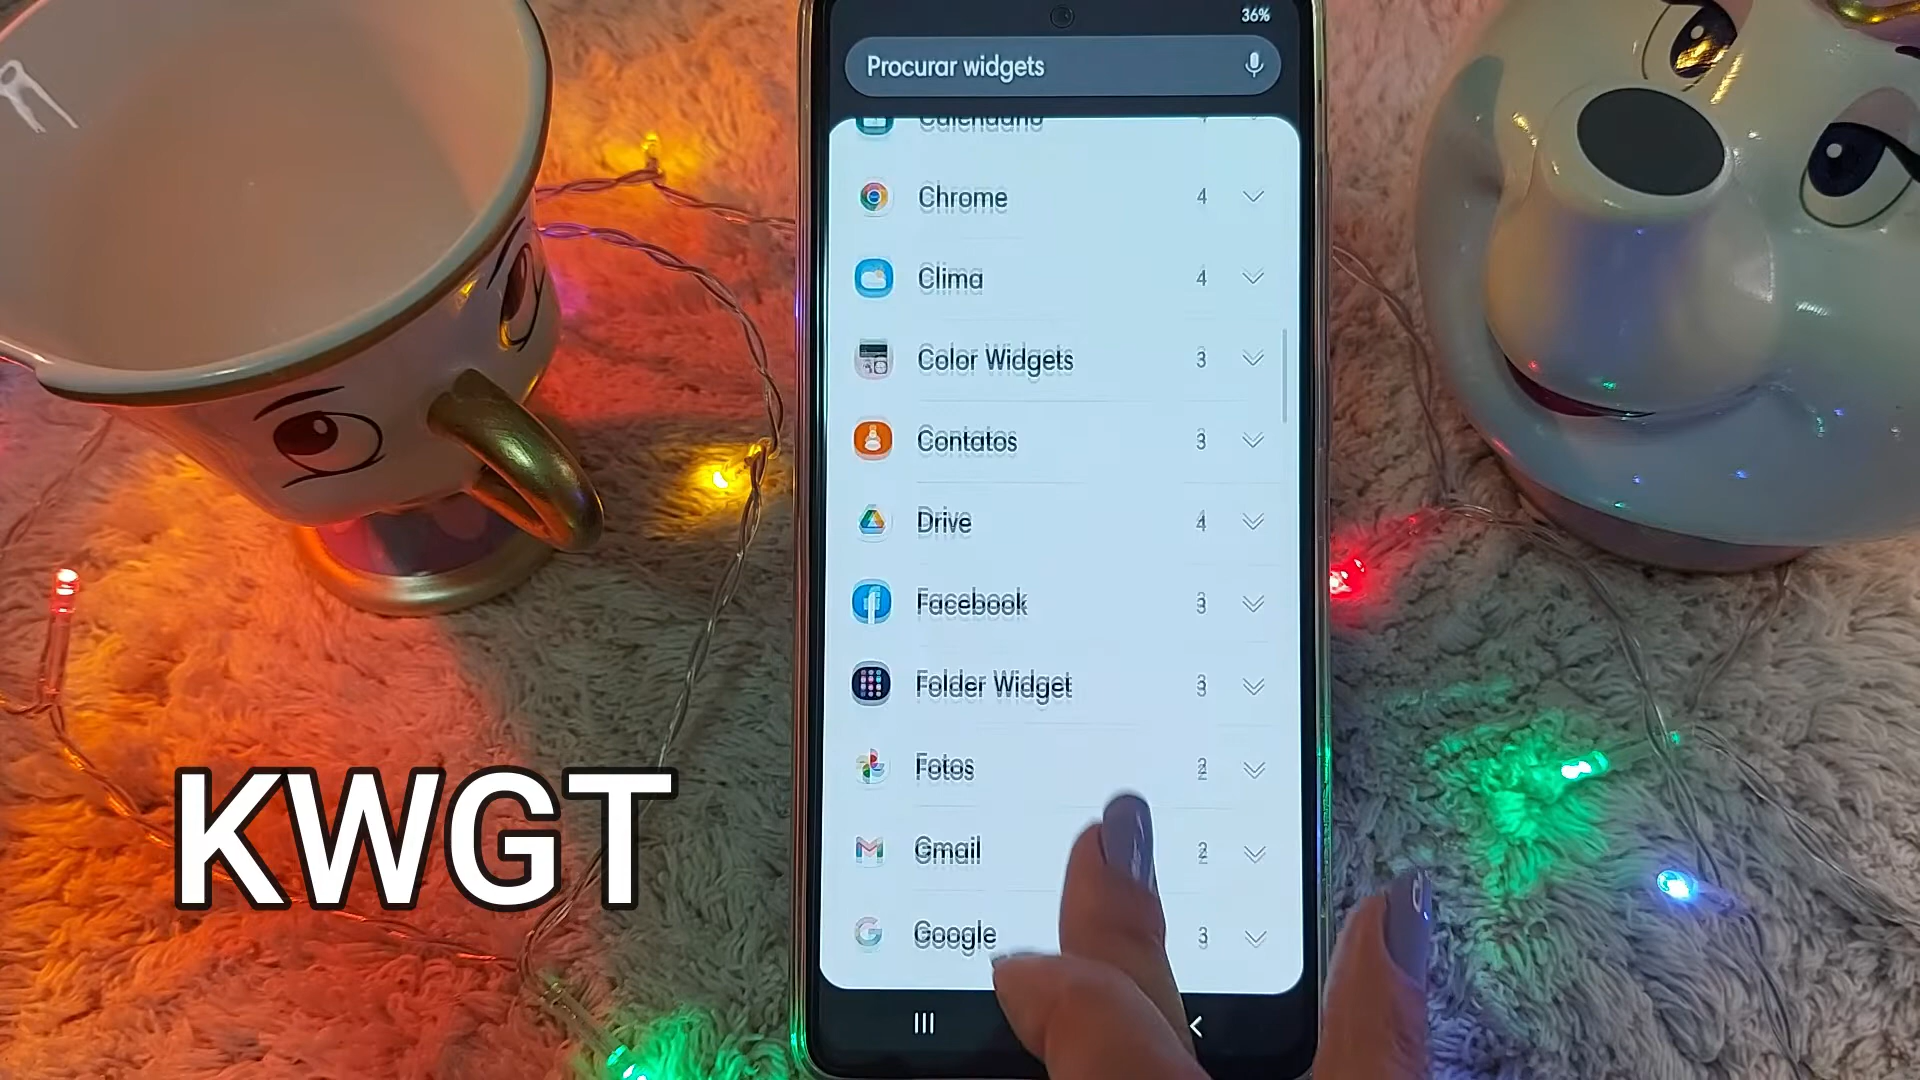 36%
Procurar widgets
Calendário
Chrome 4
Clima 4
Color Widgets 3
Contatos 3
Drive 4
Facebook 3
Folder Widget 3
Fotos 2
Gmail 2
Google 3
KWGT